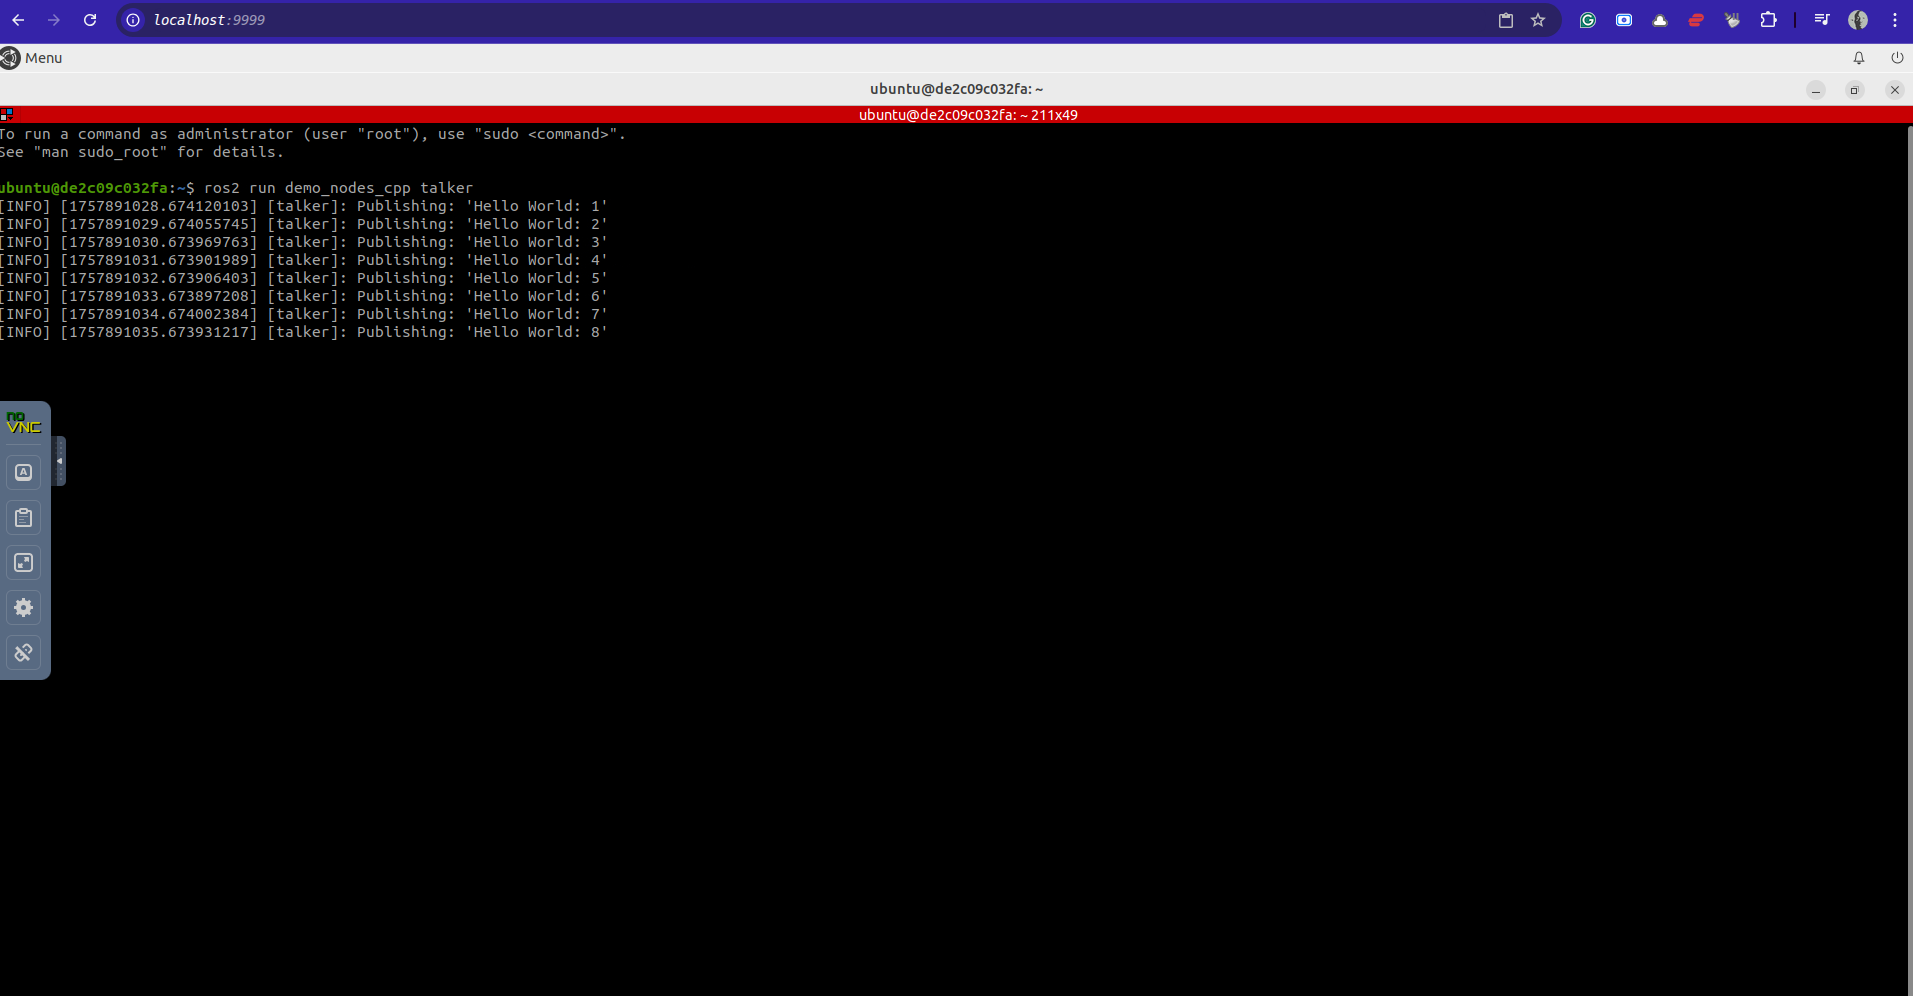 localhost:9999
Menu
ubuntu@de2c09c032fa: ~
ubuntu@de2c09c032fa: ~ 211x49
To run a command as administrator (user "root"), use "sudo <command>".
See "man sudo_root" for details.
ubuntu@de2c09c032fa:~$ ros2 run demo_nodes_cpp talker
[INFO] [1757891028.674120103] [talker]: Publishing: 'Hello World: 1'
[INFO] [1757891029.674055745] [talker]: Publishing: 'Hello World: 2'
[INFO] [1757891030.673969763] [talker]: Publishing: 'Hello World: 3'
[INFO] [1757891031.673901989] [talker]: Publishing: 'Hello World: 4'
[INFO] [1757891032.673906403] [talker]: Publishing: 'Hello World: 5'
[INFO] [1757891033.673897208] [talker]: Publishing: 'Hello World: 6'
[INFO] [1757891034.674002384] [talker]: Publishing: 'Hello World: 7'
[INFO] [1757891035.673931217] [talker]: Publishing: 'Hello World: 8'
no
VNC
A